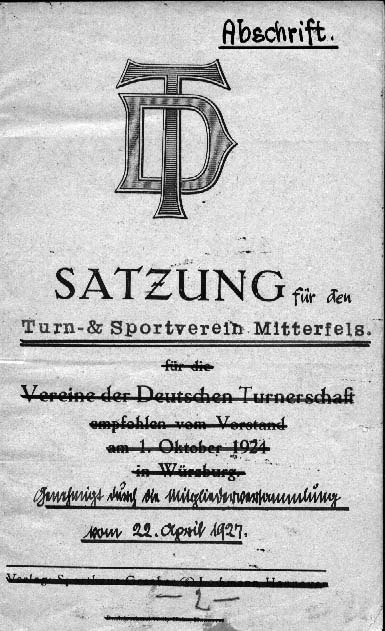 Abschrift.
DT
SATZUNG für den
Turn-& Sportverein Mitterfels.
für die
Vereine der Deutschen Turnerschaft
empfohlen vom Vorstand
am 1. Oktober 1924
in Würzburg.
Genehmigt durch die Mitgliederversammlung
vom 22. April 1927.
Verlag
- 2 -